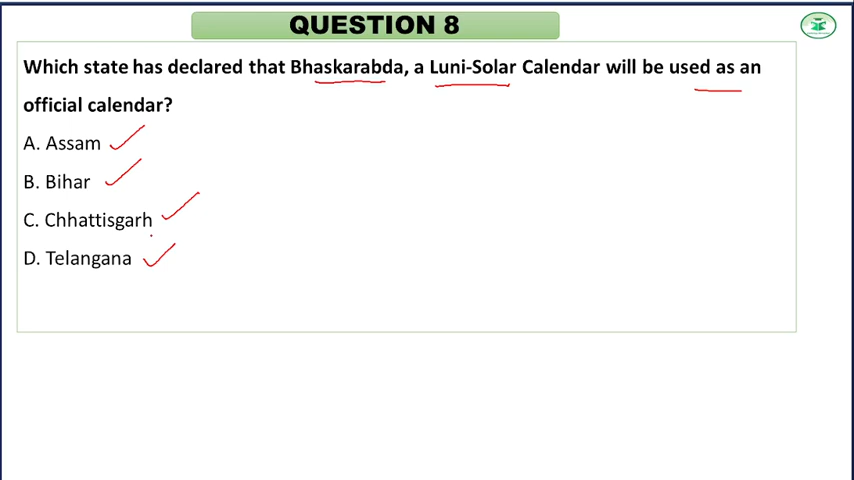 QUESTION 8
Which state has declared that Bhaskarabda, a Luni-Solar Calendar will be used as an
official calendar?
A. Assam
B. Bihar
C. Chhattisgarh
D. Telangana